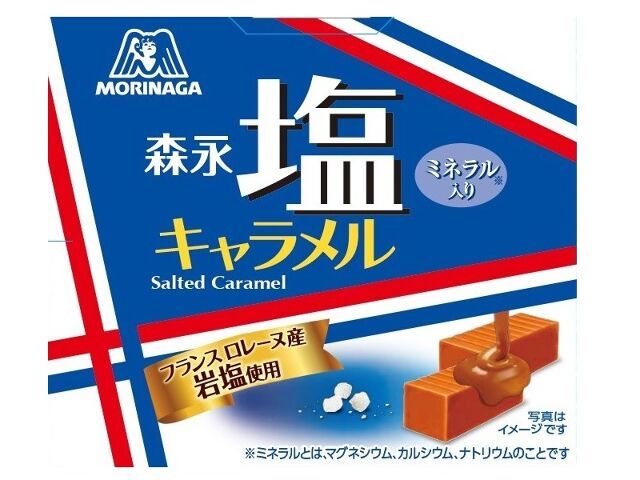 MORINAGA
森永 塩
ミネラル※
入り
キャラメル
Salted Caramel
フランス ロレーヌ産
岩塩使用
写真は
イメージです
※ミネラルとは、マグネシウム、カルシウム、ナトリウムのことです